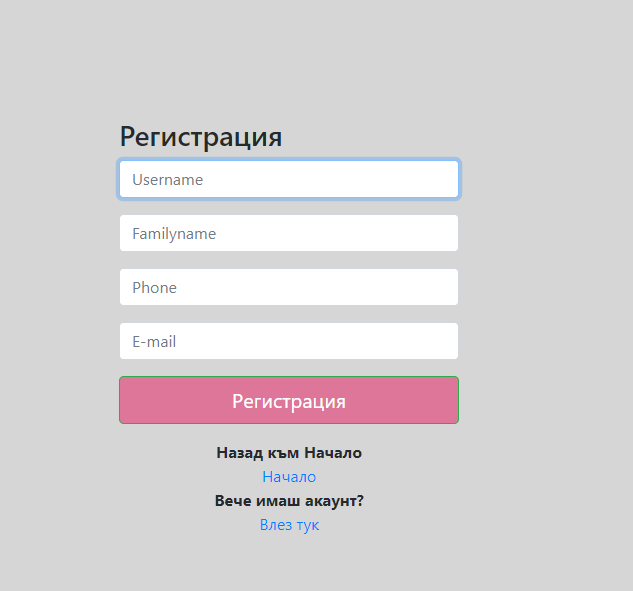 Регистрация
Username
Familyname
Phone
E-mail
Регистрация
Назад към Начало
Начало
Вече имаш акаунт?
Влез тук